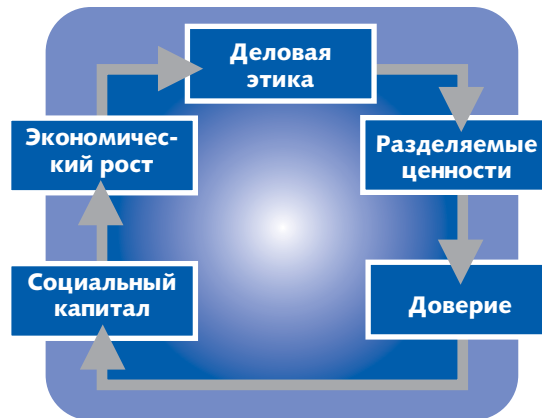 Деловая
этика
Экономичес-
кий рост
Разделяемые
ценности
Социальный
капитал
Доверие